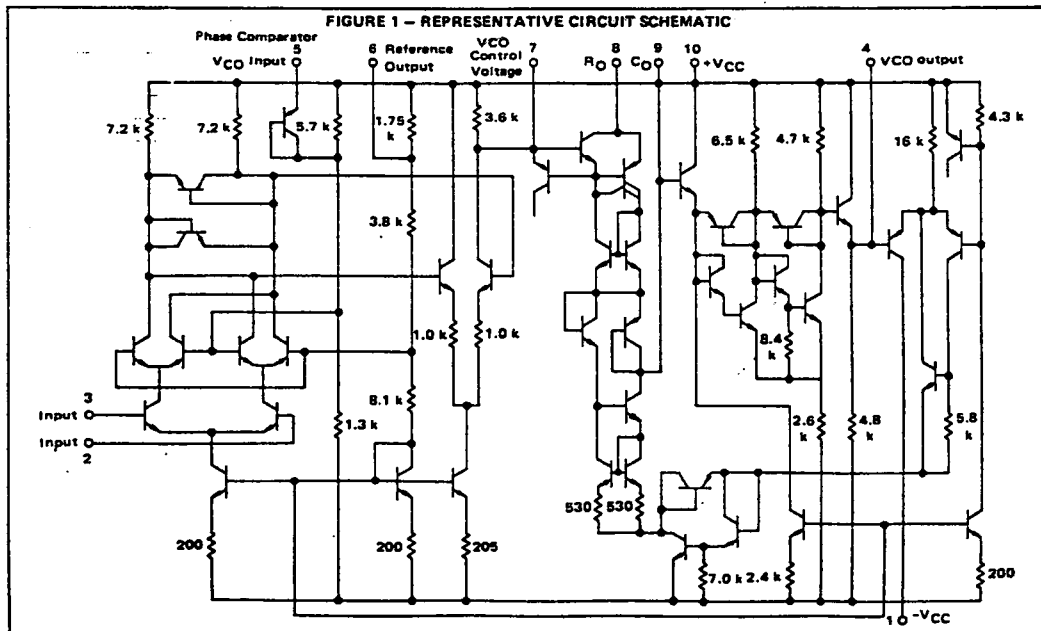 FIGURE 1 – REPRESENTATIVE CIRCUIT SCHEMATIC
Phase Comparator
VCO Input
5
6 Reference
Output
VCO
Control
Voltage
7
8
RO
9
CO
10
+VCC
4
VCO output
7.2 k
7.2 k
5.7 k
1.75
k
3.6 k
6.5 k
4.7 k
16 k
4.3 k
3.8 k
1.0 k
1.0 k
8.4
k
8.1 k
3
Input
Input
2
1.3 k
2.6
k
4.8
k
5.8
k
530
530
200
200
205
7.0 k
2.4 k
200
1
-VCC